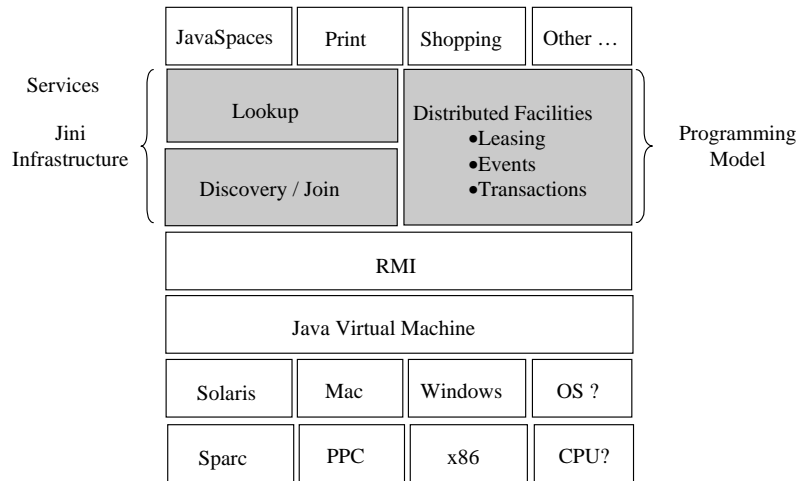 JavaSpaces Print Shopping Other …
Services
Lookup
Distributed Facilities
•Leasing
•Events
•Transactions
Jini
Infrastructure
Programming
Model
Discovery / Join
RMI
Java Virtual Machine
Solaris Mac Windows OS ?
Sparc PPC x86 CPU?